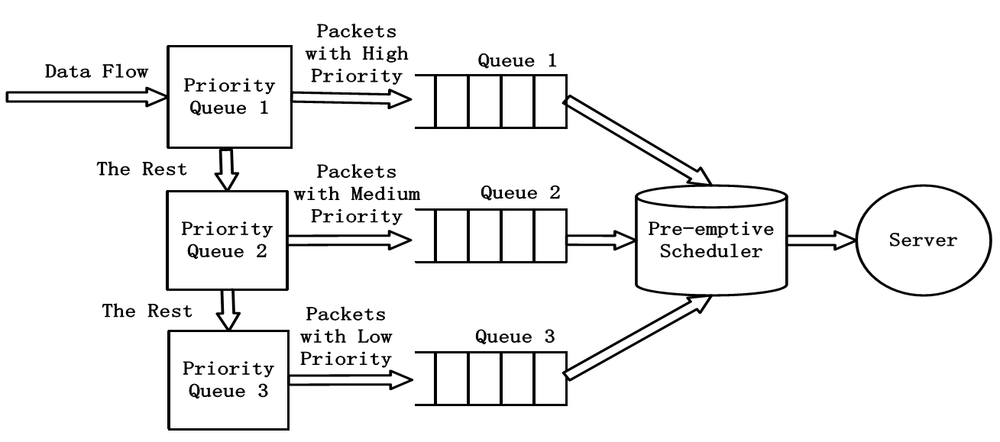 Data Flow
Priority
Queue 1
Packets
with High
Priority
Queue 1
The Rest
Priority
Queue 2
Packets
with Medium
Priority
Queue 2
Pre-emptive
Scheduler
Server
The Rest
Priority
Queue 3
Packets
with Low
Priority
Queue 3